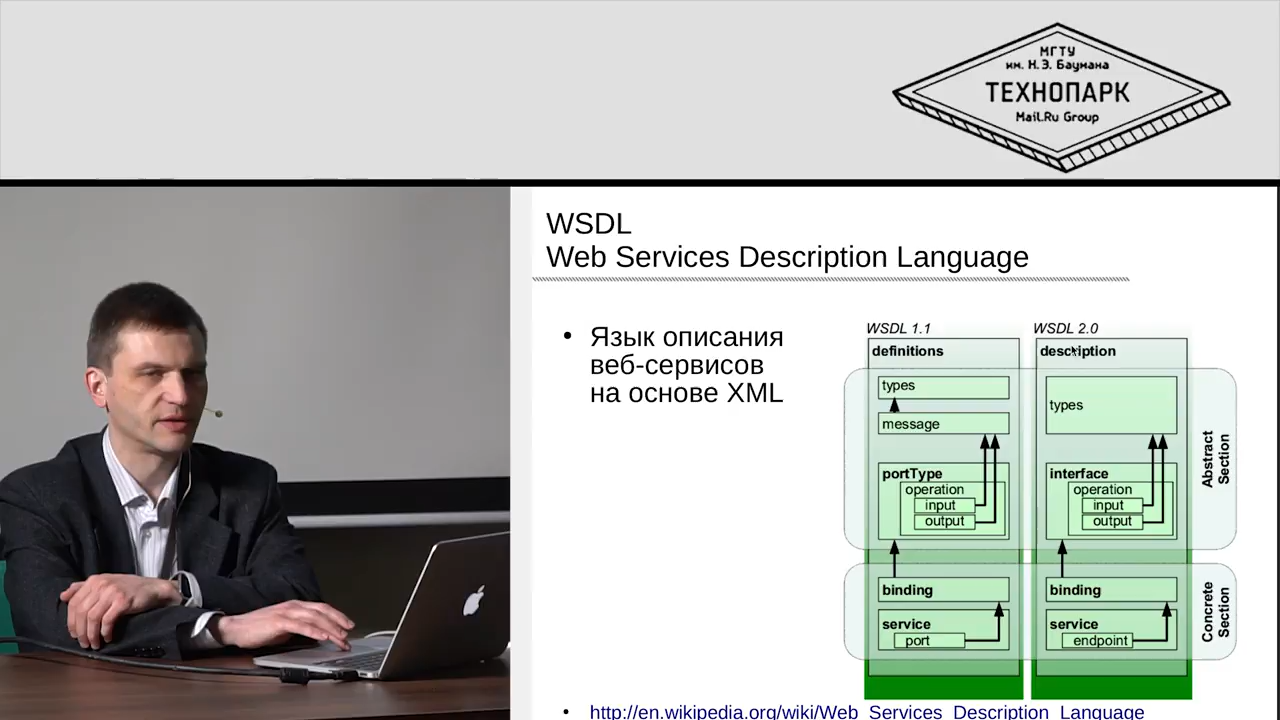 МГТУ
им. Н.Э. Баумана
ТЕХНОПАРК
Mail.Ru Group
WSDL
Web Services Description Language
• Язык описания
веб-сервисов
на основе XML
WSDL 1.1
definitions
types
message
portType
operation
input
output
binding
service
port
WSDL 2.0
description
types
interface
operation
input
output
binding
service
endpoint
Abstract
Section
Concrete
Section
• http://en.wikipedia.org/wiki/Web_Services_Description_Language